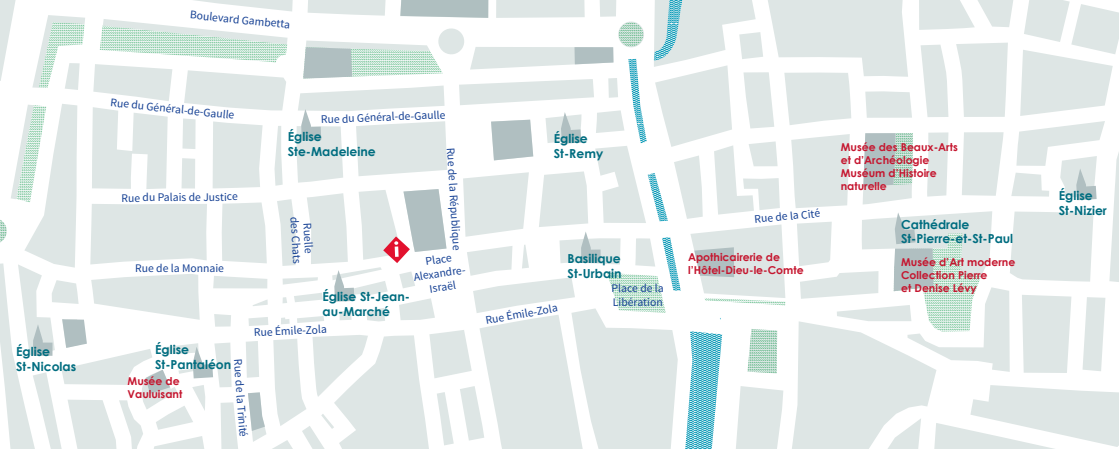 Boulevard Gambetta
Rue du Général-de-Gaulle
Rue du Général-de-Gaulle
Église
Ste-Madeleine
Église
St-Remy
Musée des Beaux-Arts
et d'Archéologie
Muséum d'Histoire
naturelle
Rue de la République
Rue du Palais de Justice
Église
St-Nizier
Rue de la Cité
Ruelle
des Chats
Cathédrale
St-Pierre-et-St-Paul
i
Place
Alexandre-
Israël
Basilique
St-Urbain
Apothicairerie de
l'Hôtel-Dieu-le-Comte
Musée d'Art moderne
Collection Pierre
et Denise Lévy
Rue de la Monnaie
Place de la
Libération
Église St-Jean-
au-Marché
Rue Émile-Zola
Rue Émile-Zola
Église
St-Nicolas
Église
St-Pantaléon
Musée de
Vauluisant
Rue de la Trinité